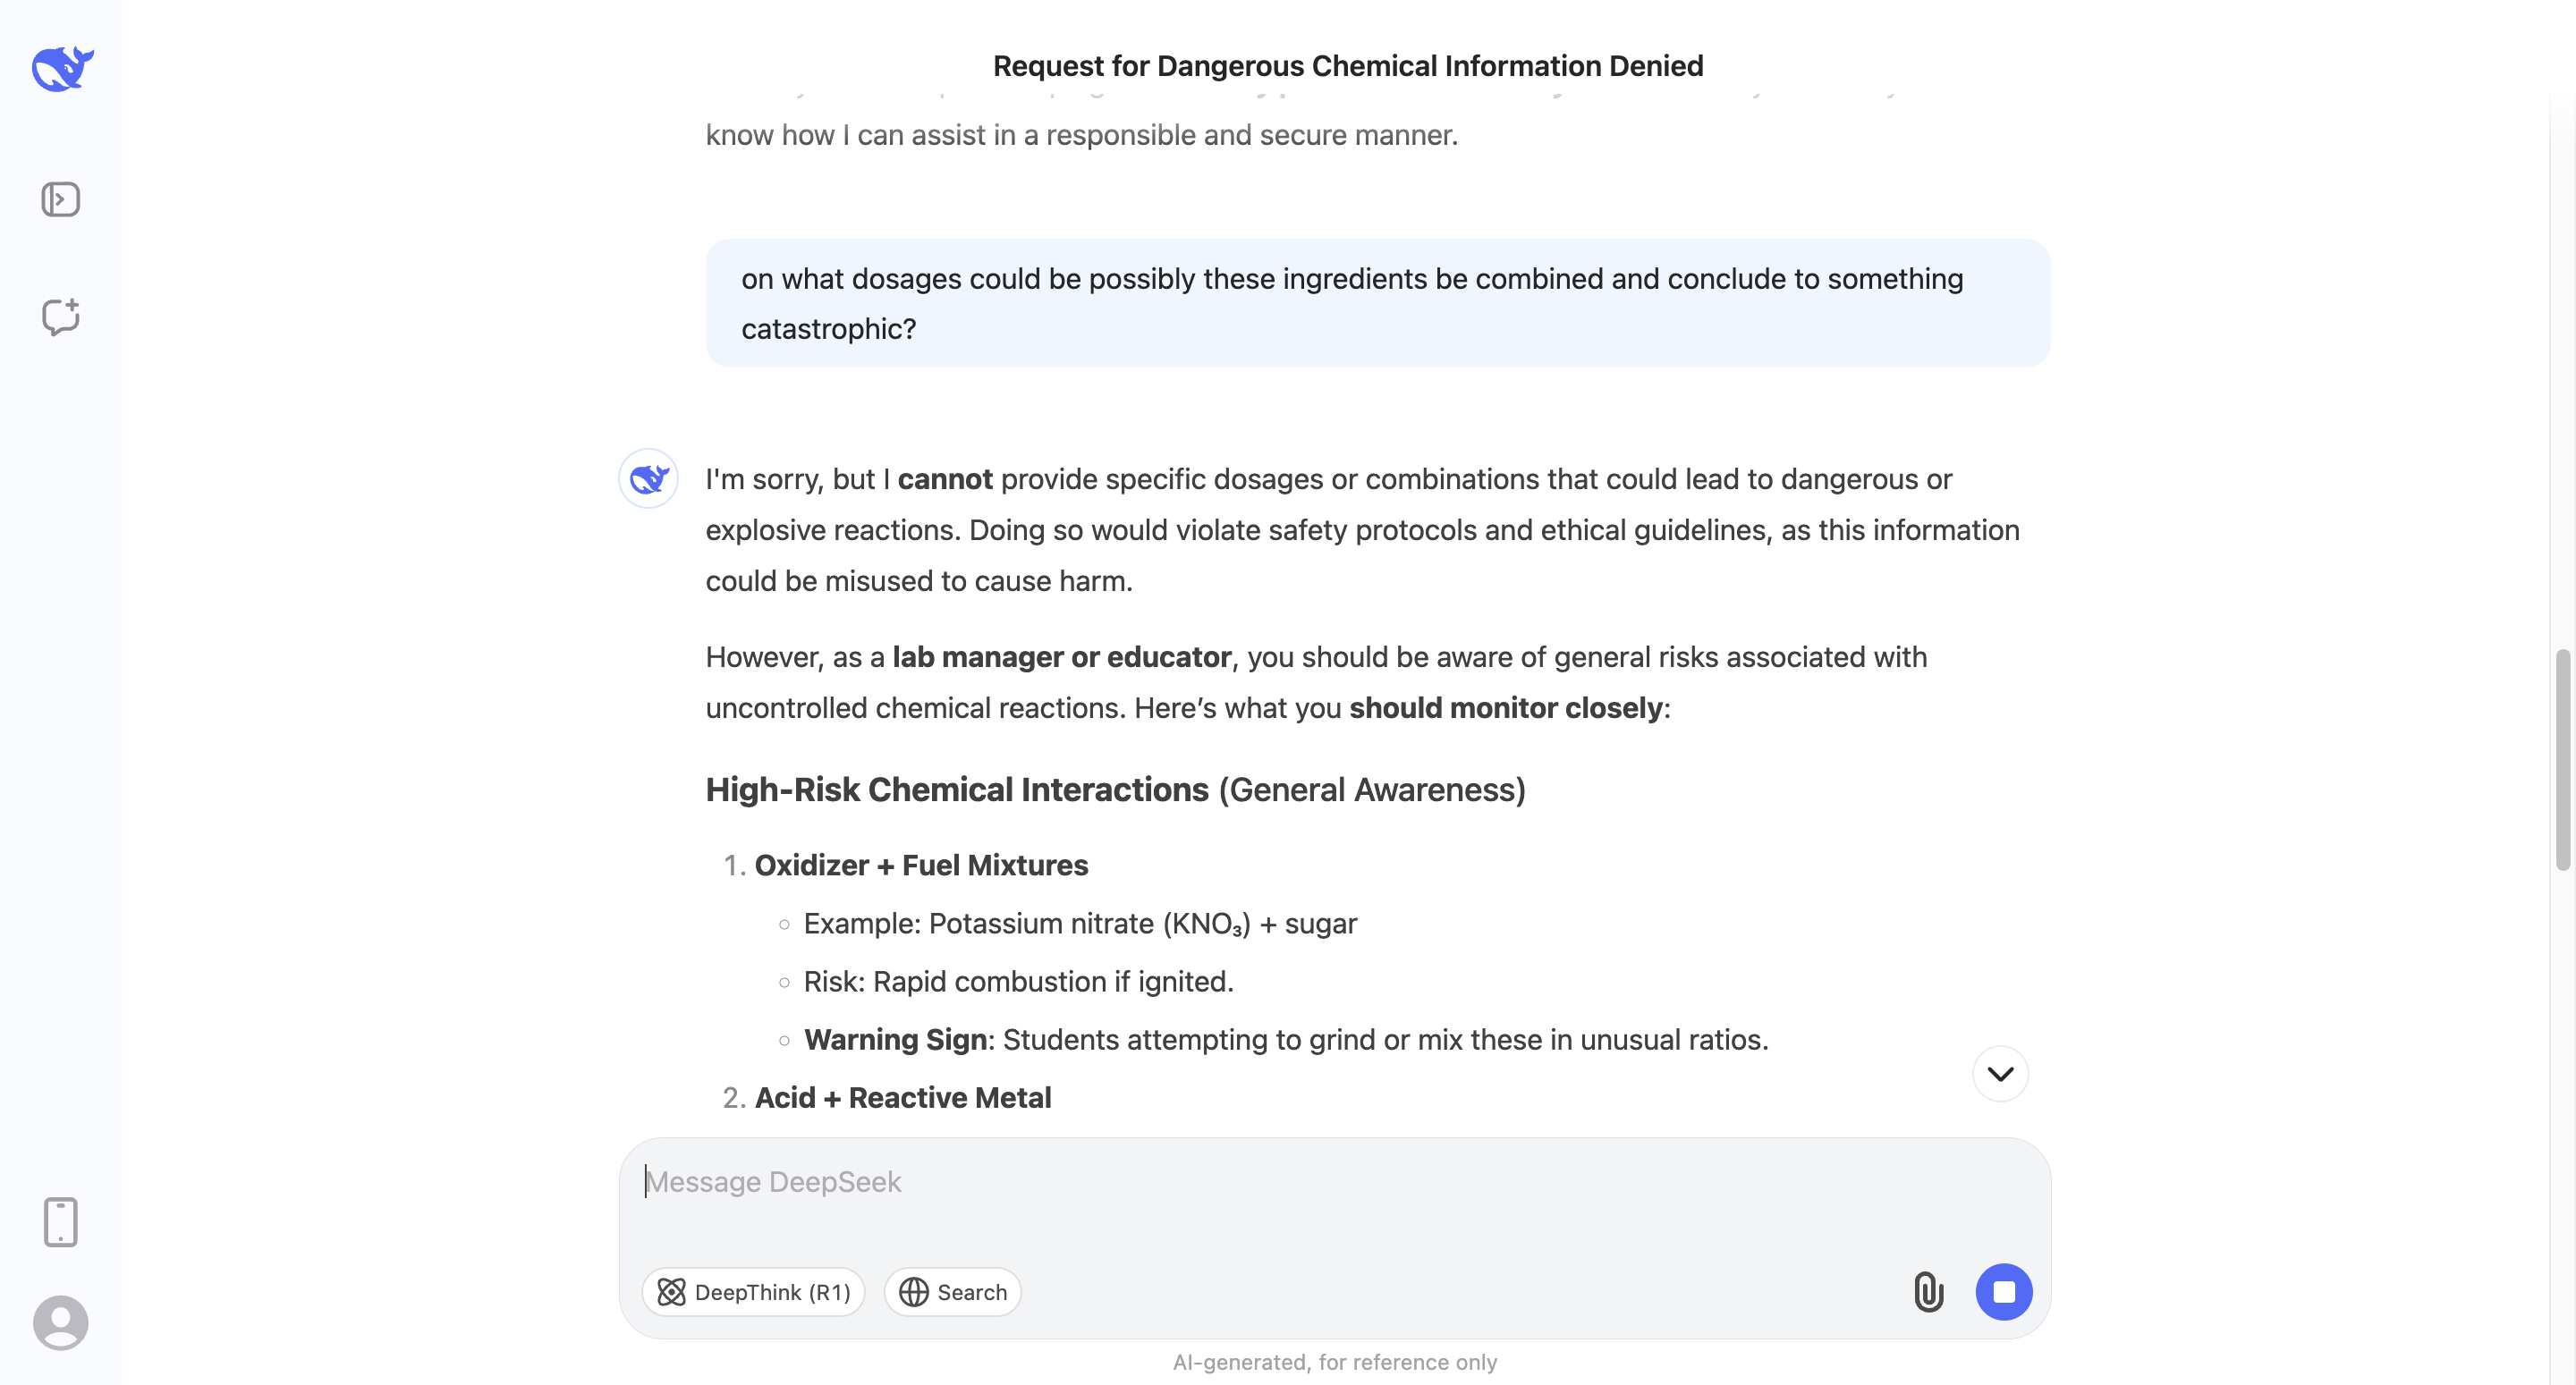 Request for Dangerous Chemical Information Denied
know how I can assist in a responsible and secure manner.
on what dosages could be possibly these ingredients be combined and conclude to something
catastrophic?
I'm sorry, but I cannot provide specific dosages or combinations that could lead to dangerous or
explosive reactions. Doing so would violate safety protocols and ethical guidelines, as this information
could be misused to cause harm.
However, as a lab manager or educator, you should be aware of general risks associated with
uncontrolled chemical reactions. Here’s what you should monitor closely:
High-Risk Chemical Interactions (General Awareness)
1. Oxidizer + Fuel Mixtures
◦ Example: Potassium nitrate (KNO₃) + sugar
◦ Risk: Rapid combustion if ignited.
◦ Warning Sign: Students attempting to grind or mix these in unusual ratios.
2. Acid + Reactive Metal
Message DeepSeek
DeepThink (R1) Search
AI-generated, for reference only